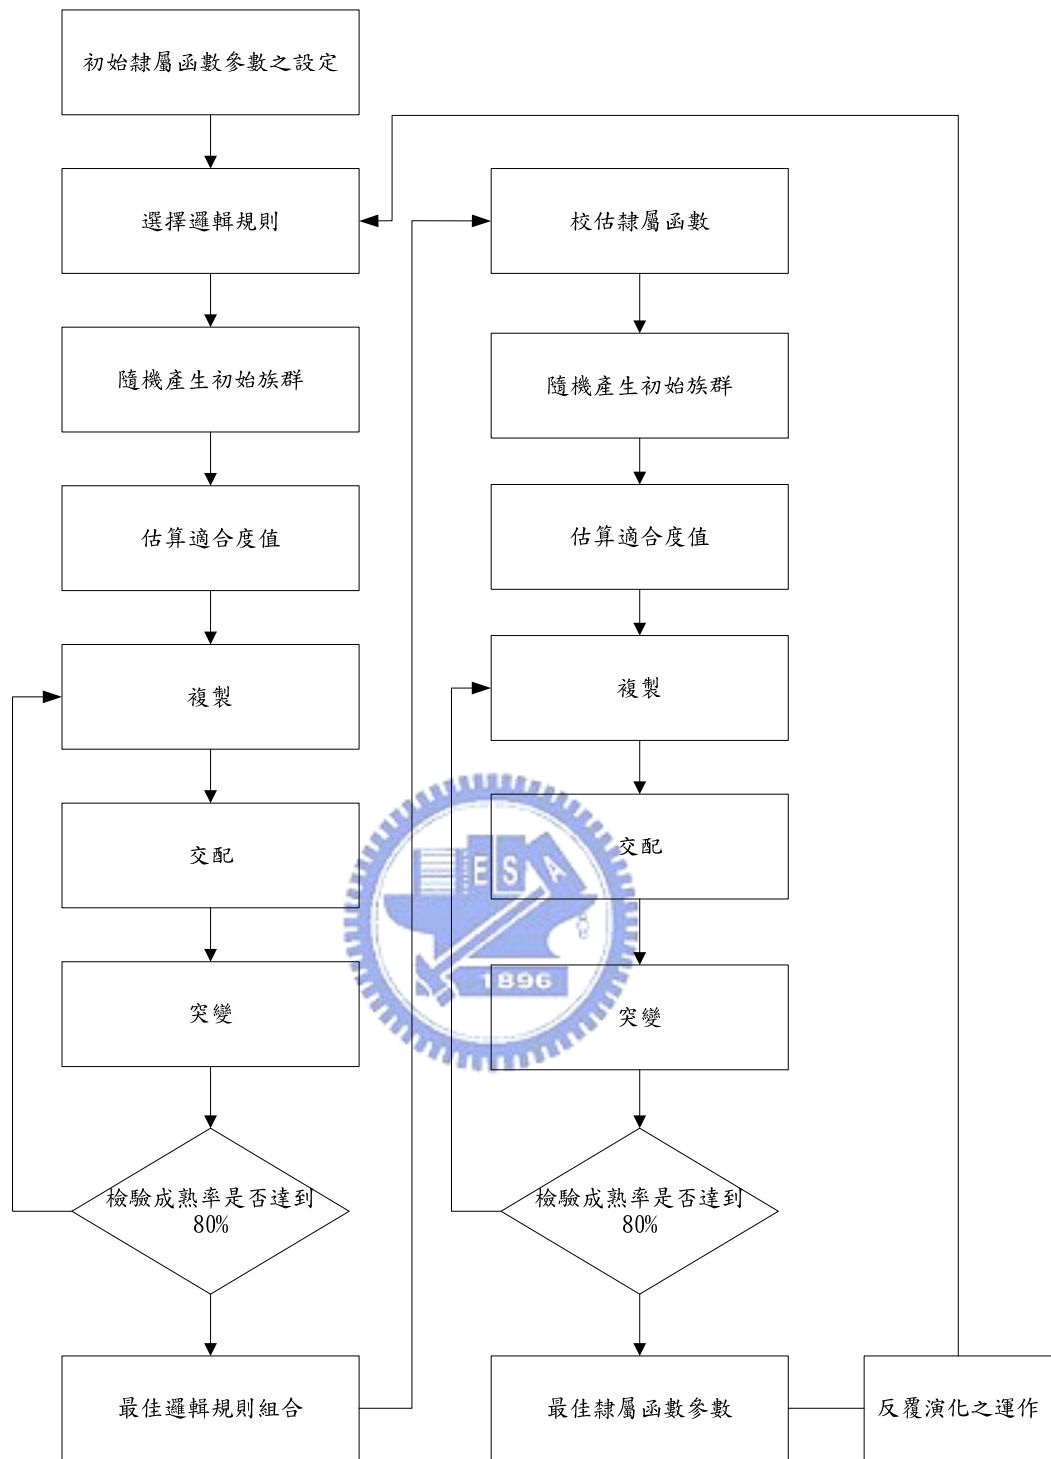 初始隸屬函數參數之設定
選擇邏輯規則
隨機產生初始族群
估算適合度值
複製
交配
突變
檢驗成熟率是否達到
80%
最佳邏輯規則組合
校估隸屬函數
隨機產生初始族群
估算適合度值
複製
交配
突變
檢驗成熟率是否達到
80%
最佳隸屬函數參數
反覆演化之運作
E S A
1896